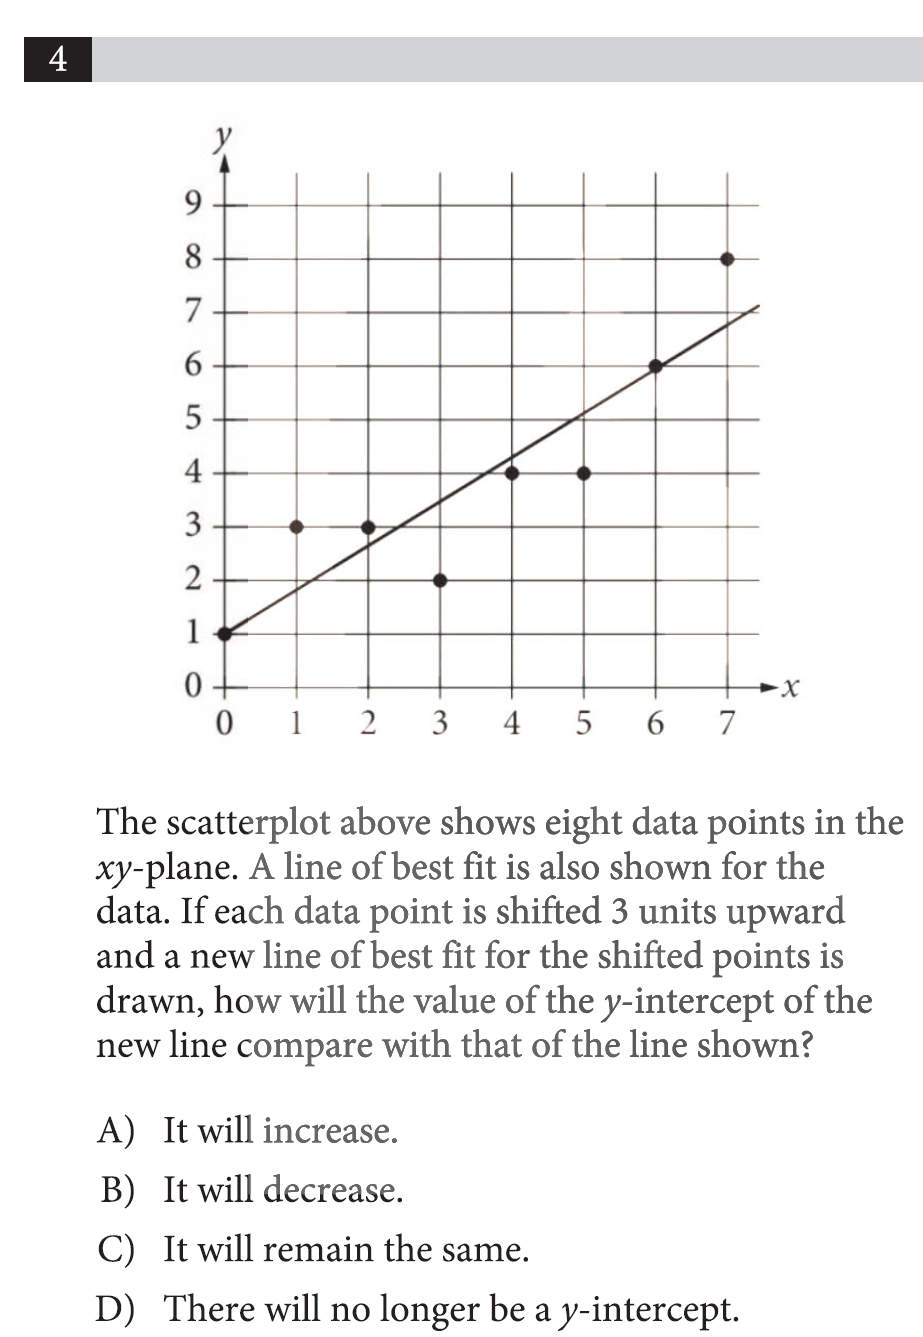 4
y
9
8
7
6
5
4
3
2
1
0
x
0 1 2 3 4 5 6 7
The scatterplot above shows eight data points in the
xy-plane. A line of best fit is also shown for the
data. If each data point is shifted 3 units upward
and a new line of best fit for the shifted points is
drawn, how will the value of the y-intercept of the
new line compare with that of the line shown?
A) It will increase.
B) It will decrease.
C) It will remain the same.
D) There will no longer be a y-intercept.